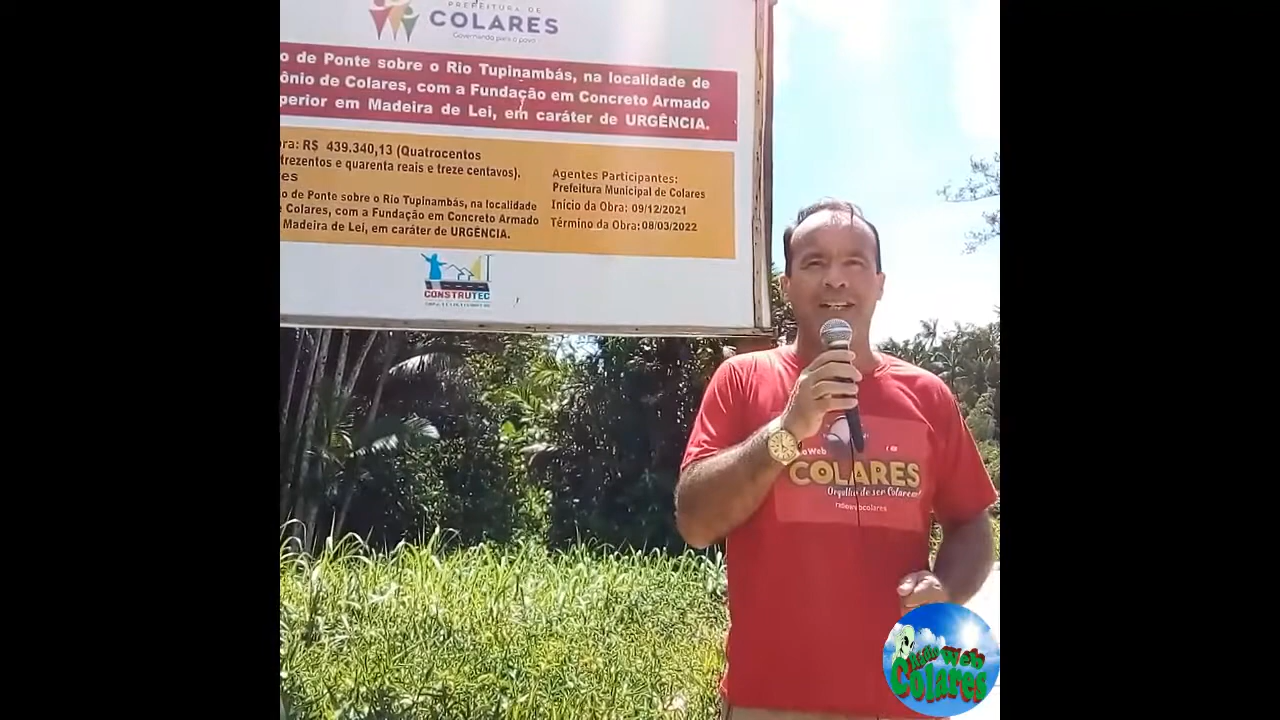 PREFEITURA DE
COLARES
Governando para o povo
o de Ponte sobre o Rio Tupinambás, na localidade de
ônio de Colares, com a Fundação em Concreto Armado
perior em Madeira de Lei, em caráter de URGÊNCIA.
ra: R$ 439.340,13 (Quatrocentos
trezentos e quarenta reais e treze centavos).
es
o de Ponte sobre o Rio Tupinambás, na localidade
e Colares, com a Fundação em Concreto Armado
Madeira de Lei, em caráter de URGÊNCIA.
Agentes Participantes:
Prefeitura Municipal de Colares
Início da Obra: 09/12/2021
Término da Obra: 08/03/2022
CONSTRUTEC
Web
COLARES
Orgulho de ser Colarense
Rádio Web
Colares